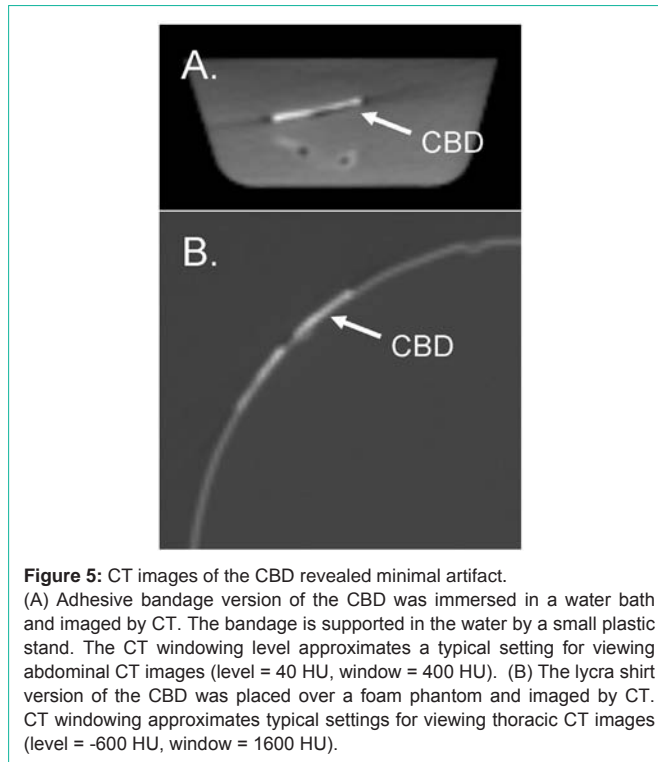 A.
CBD
B.
CBD
Figure 5: CT images of the CBD revealed minimal artifact.
(A) Adhesive bandage version of the CBD was immersed in a water bath
and imaged by CT. The bandage is supported in the water by a small plastic
stand. The CT windowing level approximates a typical setting for viewing
abdominal CT images (level = 40 HU, window = 400 HU). (B) The lycra shirt
version of the CBD was placed over a foam phantom and imaged by CT.
CT windowing approximates typical settings for viewing thoracic CT images
(level = -600 HU, window = 1600 HU).